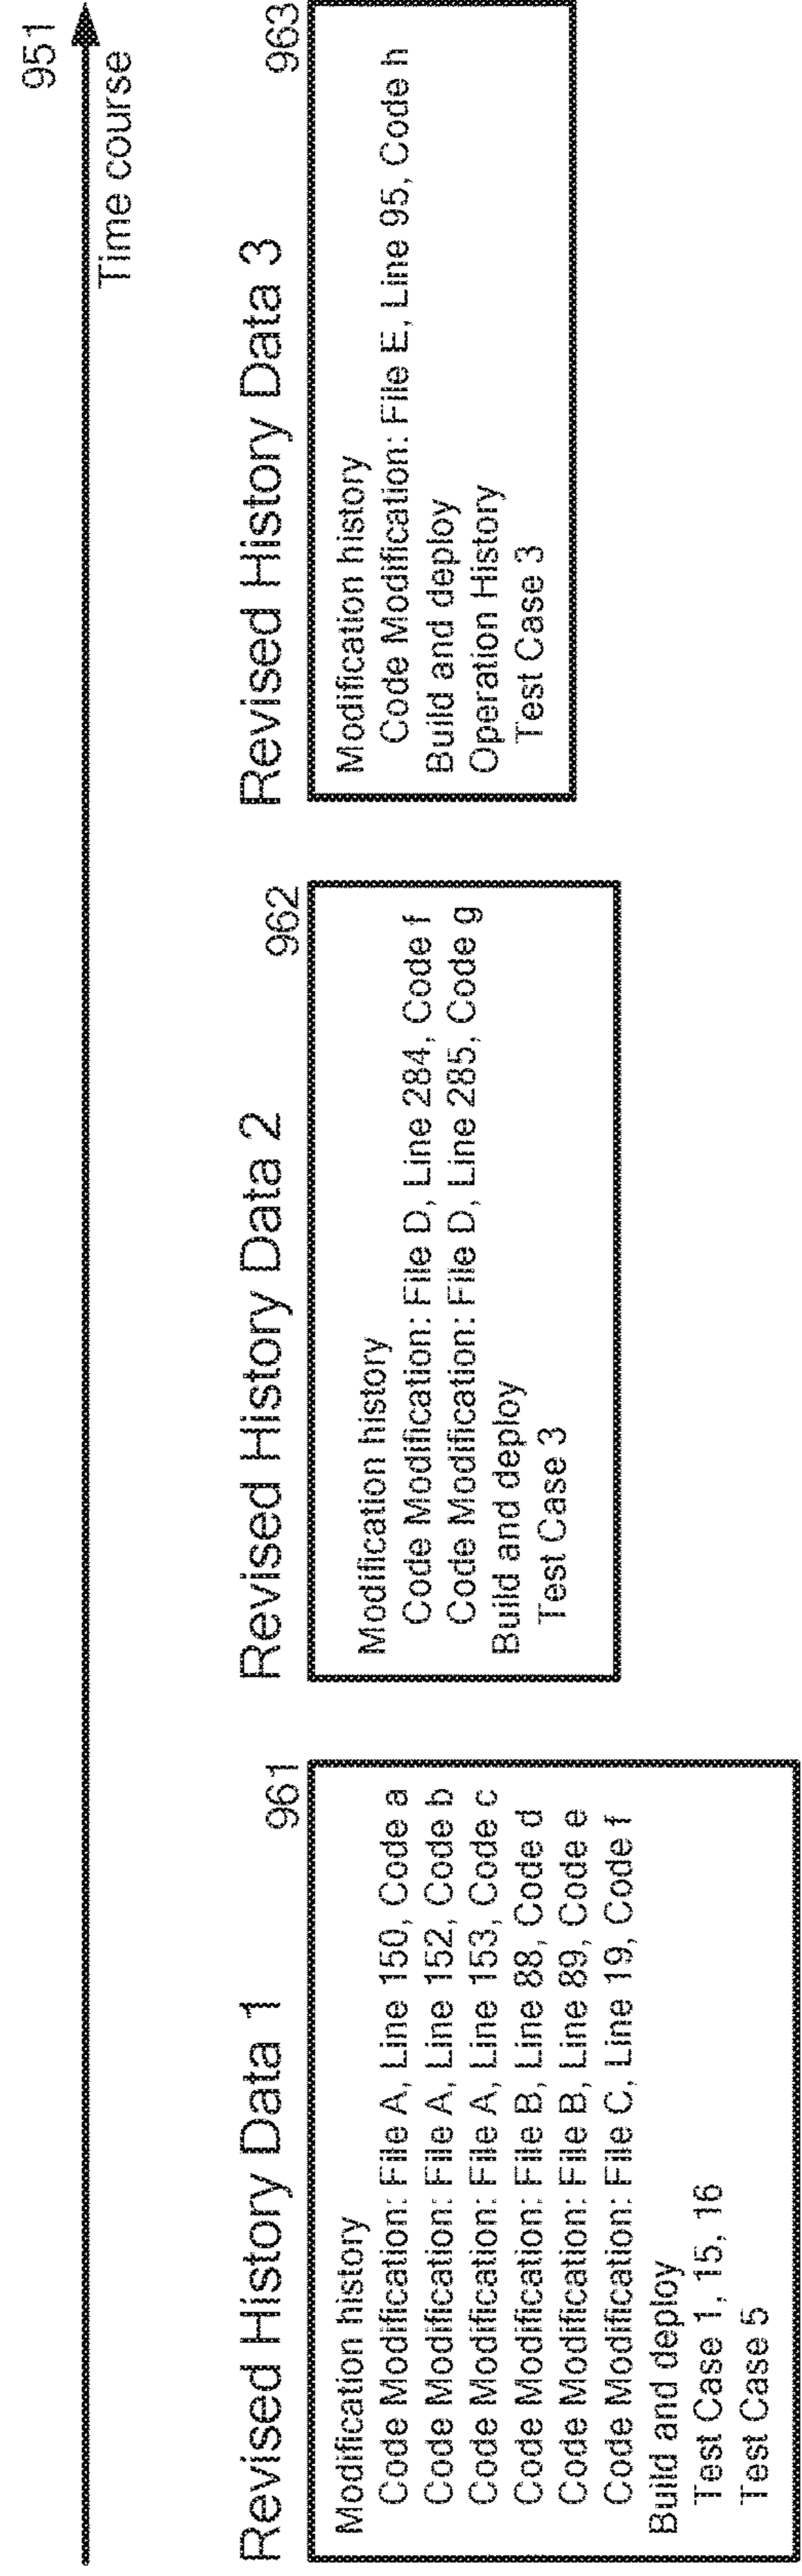 951
Time course
Revised History Data 1
961
Modification history
Code Modification: File A, Line 150, Code a
Code Modification: File A, Line 152, Code b
Code Modification: File A, Line 153, Code c
Code Modification: File B, Line 88, Code d
Code Modification: File B, Line 89, Code e
Code Modification: File C, Line 19, Code f
Build and deploy
Test Case 1, 15, 16
Test Case 5
Revised History Data 2
962
Modification history
Code Modification: File D, Line 284, Code f
Code Modification: File D, Line 285, Code g
Build and deploy
Test Case 3
Revised History Data 3
963
Modification history
Code Modification: File E, Line 95, Code h
Build and deploy
Operation History
Test Case 3